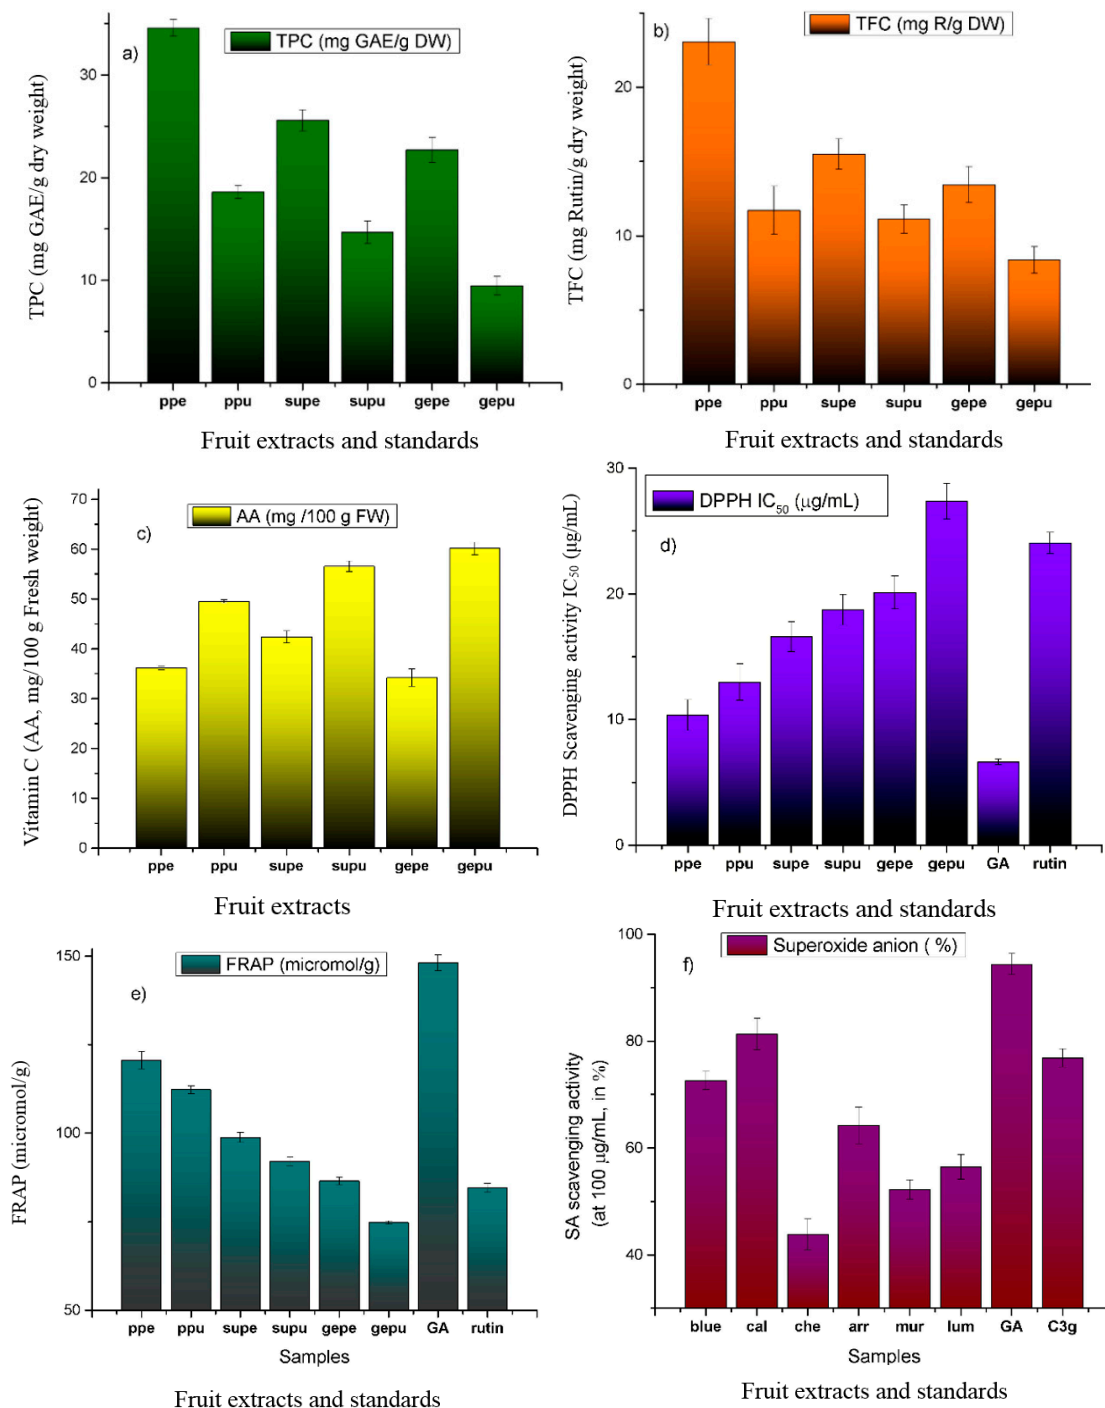 a)
TPC (mg GAE/g DW)
TPC (mg GAE/g dry weight)
30
20
10
0
ppe ppu supe supu gepe gepu
Fruit extracts and standards
b)
TFC (mg R/g DW)
TFC (mg Rutin/g dry weight)
20
10
0
ppe ppu supe supu gepe gepu
Fruit extracts and standards
c)
AA (mg /100 g FW)
Vitamin C (AA, mg/100 g Fresh weight)
70
60
50
40
30
20
10
0
ppe ppu supe supu gepe gepu
Fruit extracts
d)
DPPH IC₅₀ (μg/mL)
DPPH Scavenging activity IC₅₀ (μg/mL)
30
20
10
0
ppe ppu supe supu gepe gepu GA rutin
Fruit extracts and standards
e)
FRAP (micromol/g)
FRAP (micromol/g)
150
100
50
ppe ppu supe supu gepe gepu GA rutin
Samples
Fruit extracts and standards
f)
Superoxide anion ( %)
SA scavenging activity
(at 100 μg/mL, in %)
100
80
60
40
blue cal che arr mur lum GA C3g
Samples
Fruit extracts and standards